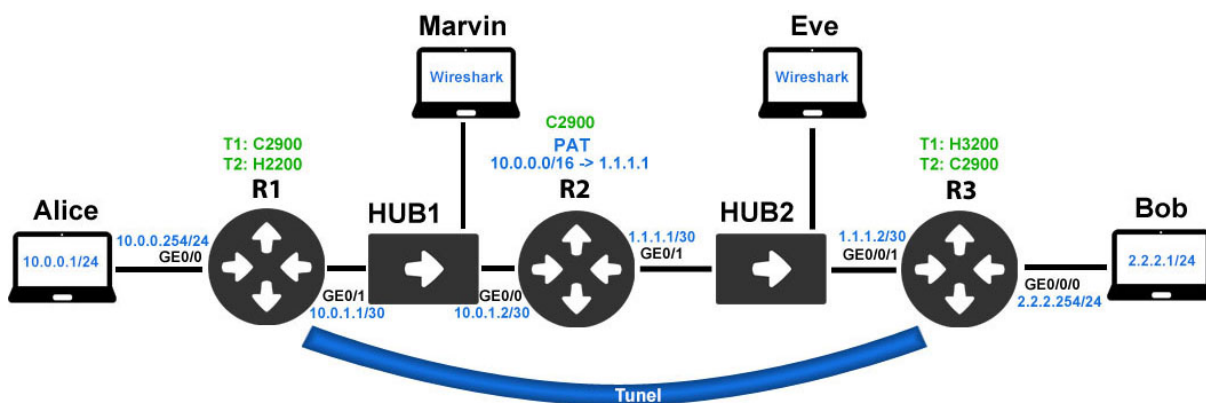 Marvin
Eve
Wireshark
Wireshark
C2900
PAT
10.0.0.0/16 -> 1.1.1.1
T1: C2900
T2: H2200
R1
R2
T1: H3200
T2: C2900
R3
Alice
HUB1
HUB2
Bob
10.0.0.1/24
10.0.0.254/24
GE0/0
GE0/1
10.0.1.1/30
GE0/0
10.0.1.2/30
1.1.1.1/30
GE0/1
1.1.1.2/30
GE0/0/1
GE0/0/0
2.2.2.254/24
2.2.2.1/24
Tunel